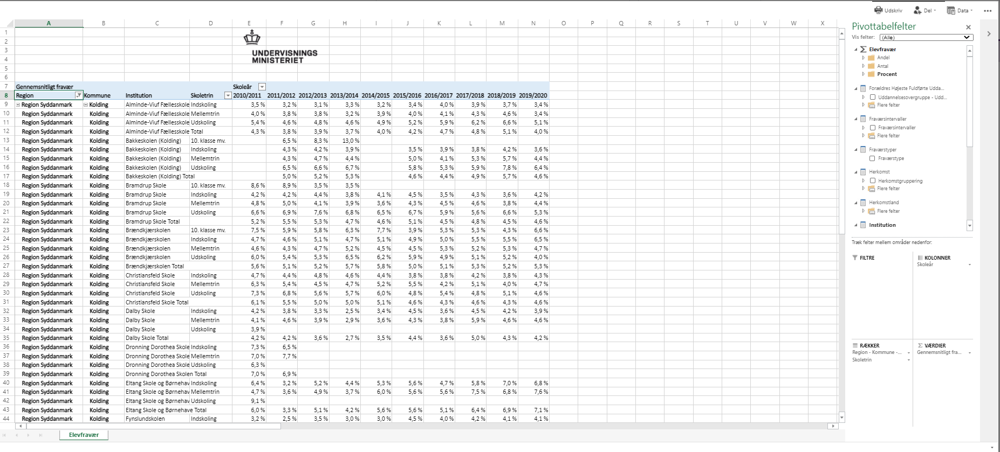 Udskriv Del Data
A B C D E F G H I J K L M N O P Q R S T U V W X
1
2
3
4
5
6
UNDERVISNINGS
MINISTERIET
7 Gennemsnitligt fravær Skoleår
8 Region Kommune Institution Skoletrin 2010/2011 2011/2012 2012/2013 2013/2014 2014/2015 2015/2016 2016/2017 2017/2018 2018/2019 2019/2020
9 Region Syddanmark Kolding Alminde-Viuf Fællesskole Indskoling 3,5 % 3,2 % 3,1 % 3,3 % 3,2 % 3,4 % 4,0 % 3,9 % 3,7 % 3,4 %
10 Region Syddanmark Kolding Alminde-Viuf Fællesskole Mellemtrin 4,0 % 3,8 % 3,8 % 3,2 % 3,9 % 4,0 % 4,1 % 4,3 % 4,6 % 3,4 %
11 Region Syddanmark Kolding Alminde-Viuf Fællesskole Udskoling 5,4 % 4,6 % 4,8 % 4,6 % 4,9 % 5,2 % 5,9 % 6,2 % 6,6 % 5,1 %
12 Region Syddanmark Kolding Alminde-Viuf Fællesskole Total 4,3 % 3,8 % 3,9 % 3,7 % 4,0 % 4,2 % 4,7 % 4,8 % 5,1 % 4,0 %
13 Region Syddanmark Kolding Bakkeskolen (Kolding) 10. klasse mv. 6,5 % 8,3 % 13,0 %
14 Region Syddanmark Kolding Bakkeskolen (Kolding) Indskoling 4,3 % 4,2 % 3,9 % 3,5 % 3,9 % 3,8 % 4,2 % 3,6 %
15 Region Syddanmark Kolding Bakkeskolen (Kolding) Mellemtrin 4,3 % 4,7 % 4,4 % 5,0 % 4,1 % 5,3 % 5,7 % 4,4 %
16 Region Syddanmark Kolding Bakkeskolen (Kolding) Udskoling 6,5 % 6,6 % 6,7 % 5,8 % 5,3 % 5,9 % 7,8 % 6,4 %
17 Region Syddanmark Kolding Bakkeskolen (Kolding) Total 5,0 % 5,2 % 5,3 % 4,6 % 4,4 % 4,9 % 5,7 % 4,6 %
18 Region Syddanmark Kolding Bramdrup Skole 10. klasse mv. 8,6 % 8,9 % 3,5 % 3,5 %
19 Region Syddanmark Kolding Bramdrup Skole Indskoling 4,2 % 4,2 % 4,4 % 3,8 % 4,1 % 4,5 % 3,5 % 4,3 % 3,6 % 4,2 %
20 Region Syddanmark Kolding Bramdrup Skole Mellemtrin 4,8 % 5,0 % 4,1 % 3,9 % 3,6 % 4,3 % 4,5 % 4,6 % 3,8 % 4,4 %
21 Region Syddanmark Kolding Bramdrup Skole Udskoling 6,6 % 6,9 % 7,6 % 6,8 % 6,5 % 6,7 % 5,9 % 5,6 % 6,6 % 5,3 %
22 Region Syddanmark Kolding Bramdrup Skole Total 5,2 % 5,5 % 5,3 % 4,7 % 4,6 % 5,1 % 4,5 % 4,8 % 4,5 % 4,6 %
23 Region Syddanmark Kolding Brændkjærskolen 10. klasse mv. 7,5 % 5,9 % 5,8 % 6,3 % 7,7 % 3,9 % 5,3 % 5,3 % 4,3 % 6,6 %
24 Region Syddanmark Kolding Brændkjærskolen Indskoling 4,7 % 4,6 % 5,1 % 4,7 % 5,1 % 4,9 % 5,0 % 5,5 % 5,5 % 6,5 %
25 Region Syddanmark Kolding Brændkjærskolen Mellemtrin 4,6 % 4,3 % 4,7 % 5,2 % 4,5 % 4,5 % 5,3 % 5,2 % 5,3 % 4,7 %
26 Region Syddanmark Kolding Brændkjærskolen Udskoling 6,0 % 5,4 % 5,3 % 6,5 % 6,2 % 5,9 % 4,9 % 5,1 % 5,2 % 4,0 %
27 Region Syddanmark Kolding Brændkjærskolen Total 5,6 % 5,1 % 5,2 % 5,7 % 5,8 % 5,0 % 5,1 % 5,3 % 5,2 % 5,3 %
28 Region Syddanmark Kolding Christiansfeld Skole Indskoling 4,7 % 4,4 % 4,8 % 4,6 % 4,4 % 3,8 % 3,8 % 4,2 % 3,8 % 4,3 %
29 Region Syddanmark Kolding Christiansfeld Skole Mellemtrin 6,3 % 5,4 % 4,5 % 4,7 % 5,2 % 5,5 % 4,2 % 5,1 % 4,0 % 4,7 %
30 Region Syddanmark Kolding Christiansfeld Skole Udskoling 7,3 % 6,8 % 5,6 % 5,7 % 6,0 % 4,8 % 5,4 % 4,8 % 5,1 % 4,6 %
31 Region Syddanmark Kolding Christiansfeld Skole Total 6,1 % 5,5 % 5,0 % 5,0 % 5,1 % 4,6 % 4,3 % 4,6 % 4,3 % 4,6 %
32 Region Syddanmark Kolding Dalby Skole Indskoling 4,2 % 3,8 % 3,3 % 2,5 % 3,4 % 4,5 % 3,6 % 4,5 % 4,2 % 3,9 %
33 Region Syddanmark Kolding Dalby Skole Mellemtrin 4,1 % 4,6 % 3,9 % 2,9 % 3,6 % 4,3 % 3,8 % 5,9 % 4,6 % 4,6 %
34 Region Syddanmark Kolding Dalby Skole Udskoling 3,9 %
35 Region Syddanmark Kolding Dalby Skole Total 4,2 % 4,2 % 3,6 % 2,7 % 3,5 % 4,4 % 3,6 % 5,0 % 4,3 % 4,2 %
36 Region Syddanmark Kolding Dronning Dorothea Skole Indskoling 7,3 % 6,5 %
37 Region Syddanmark Kolding Dronning Dorothea Skole Mellemtrin 7,0 % 7,7 %
38 Region Syddanmark Kolding Dronning Dorothea Skole Udskoling 6,3 %
39 Region Syddanmark Kolding Dronning Dorothea Skolen Total 7,0 % 6,9 %
40 Region Syddanmark Kolding Eltang Skole og Børnehav Indskoling 6,4 % 3,2 % 5,2 % 4,4 % 5,3 % 5,6 % 4,7 % 5,8 % 7,0 % 6,8 %
41 Region Syddanmark Kolding Eltang Skole og Børnehav Mellemtrin 4,7 % 3,6 % 4,9 % 3,7 % 6,0 % 5,6 % 5,6 % 7,5 % 6,8 % 7,6 %
42 Region Syddanmark Kolding Eltang Skole og Børnehav Udskoling 9,1 %
43 Region Syddanmark Kolding Eltang Skole og Børnehave Total 6,0 % 3,3 % 5,1 % 4,2 % 5,6 % 5,6 % 5,1 % 6,4 % 6,9 % 7,1 %
44 Region Syddanmark Kolding Fynslundskolen Indskoling 3,2 % 2,5 % 3,5 % 3,0 % 3,0 % 4,5 % 4,0 % 4,2 % 4,1 % 4,1 %
Elevfravær
Pivottabelfelter
Vis felter: (Alle)
Σ Elevfravær
Andel
Antal
Procent
Forældres Højeste Fuldførte Udda...
Uddannelsesovergruppe - Udd...
Flere felter
Fraværsintervaller
Fraværsintervaller
Flere felter
Fraværstyper
Fraværstype
Herkomst
Herkomstgruppering
Flere felter
Herkomstland
Flere felter
Institution
Træk felter mellem områder nedenfor:
FILTRE
KOLONNER
Skoleår
RÆKKER
Region - Kommune -...
Skoletrin
Σ VÆRDIER
Gennemsnitligt fra...